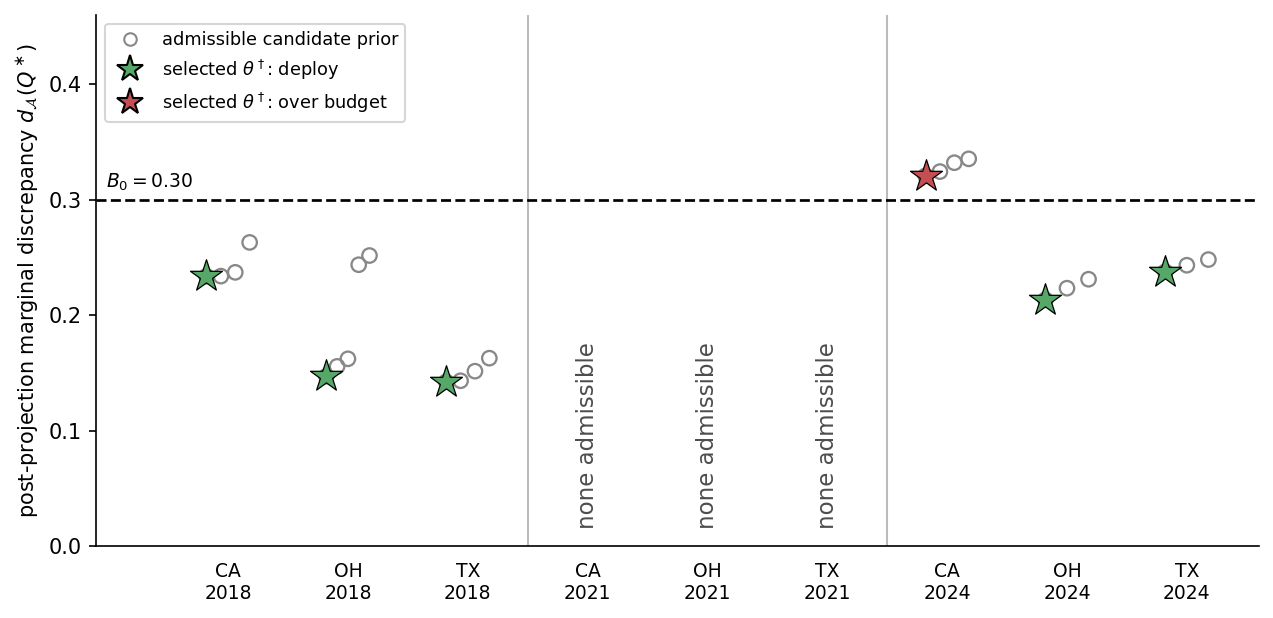 admissible candidate prior
selected θ†: deploy
selected θ†: over budget
B₀ = 0.30
post-projection marginal discrepancy d_𝒜(Q*)
0.4
0.3
0.2
0.1
0.0
none admissible
none admissible
none admissible
CA
2018
OH
2018
TX
2018
CA
2021
OH
2021
TX
2021
CA
2024
OH
2024
TX
2024